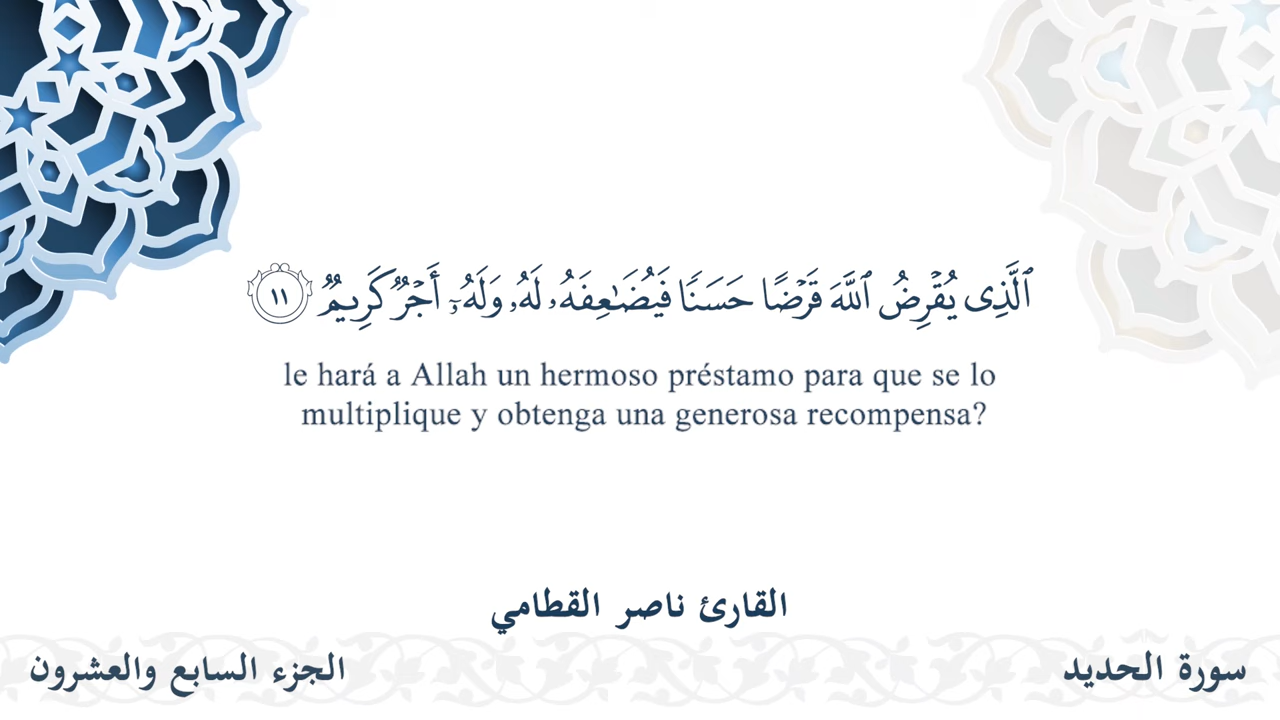 ٱلَّذِى يُقْرِضُ ٱللَّهَ قَرْضًا حَسَنًا فَيُضَـٰعِفَهُۥ لَهُۥ وَلَهُۥٓ أَجْرٌ كَرِيمٌ ١١
le hará a Allah un hermoso préstamo para que se lo
multiplique y obtenga una generosa recompensa?
القارئ ناصر القطامي
سورة الحديد
الجزء السابع والعشرون